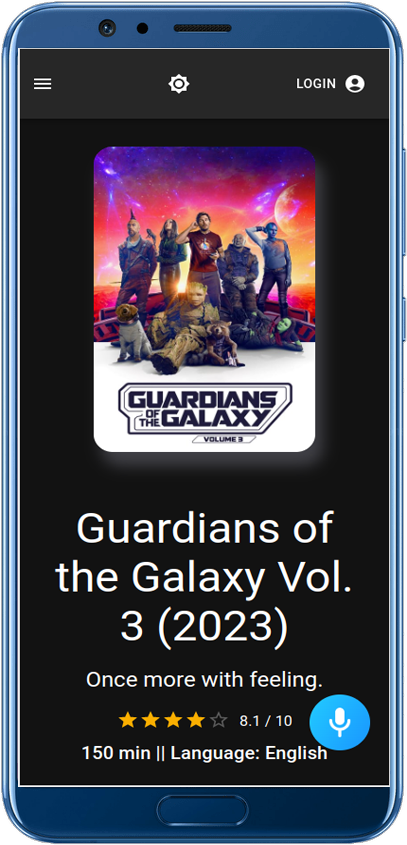 LOGIN
GUARDIANS
OF THE GALAXY
VOLUME 3
Guardians of
the Galaxy Vol.
3 (2023)
Once more with feeling.
8.1 / 10
150 min || Language: English